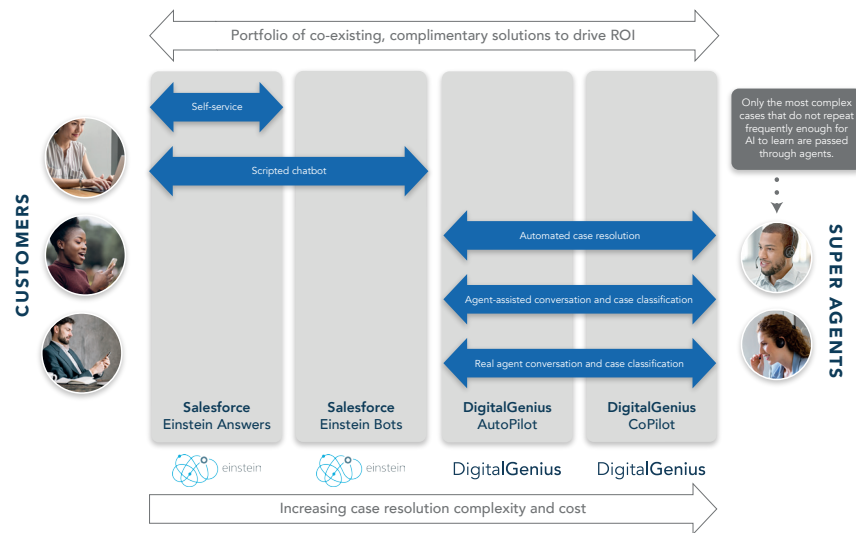 Portfolio of co-existing, complimentary solutions to drive ROI
Self-service
Scripted chatbot
Automated case resolution
Agent-assisted conversation and case classification
Real agent conversation and case classification
CUSTOMERS
Only the most complex
cases that do not repeat
frequently enough for
AI to learn are passed
through agents.
SUPER AGENTS
Salesforce
Einstein Answers
Salesforce
Einstein Bots
DigitalGenius
AutoPilot
DigitalGenius
CoPilot
einstein
einstein
DigitalGenius
DigitalGenius
Increasing case resolution complexity and cost